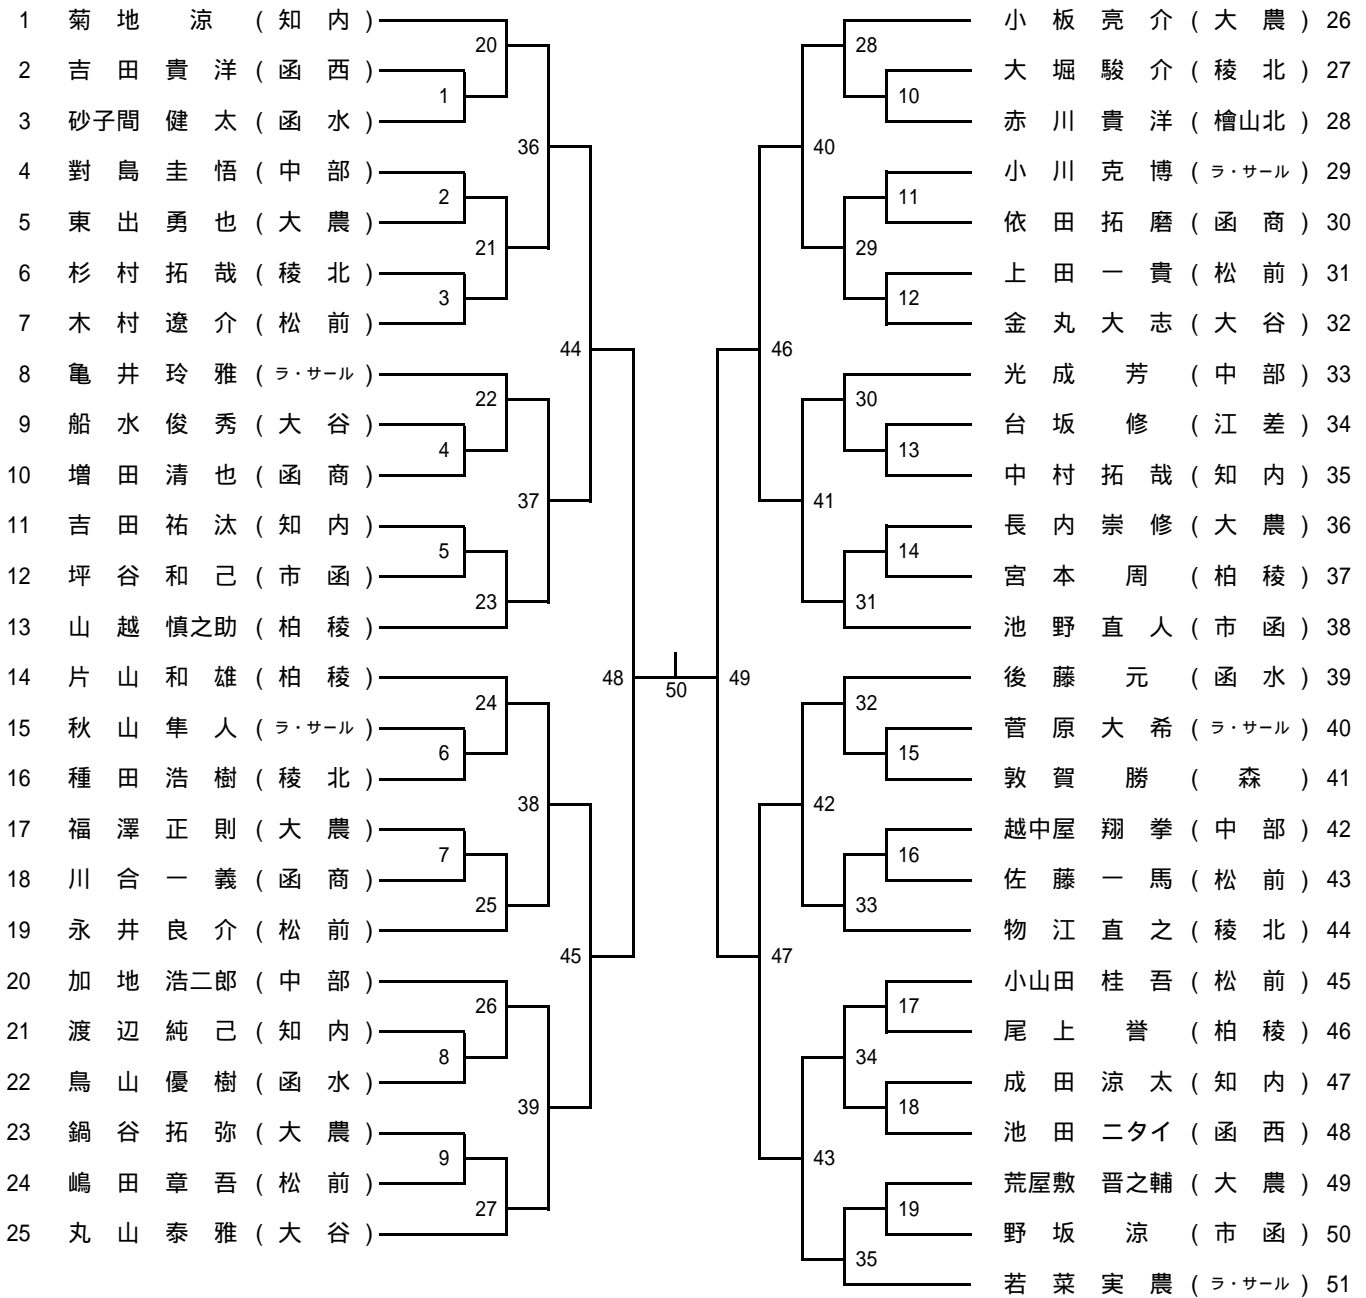 1 菊地 涼 (知内)
2 吉田貴洋 (函西)
3 砂子間 健太 (函水)
4 對島圭悟 (中部)
5 東出勇也 (大農)
6 杉村拓哉 (稜北)
7 木村遼介 (松前)
8 亀井玲雅 (ラ・サール)
9 船水俊秀 (大谷)
10 増田清也 (函商)
11 吉田祐汰 (知内)
12 坪谷和己 (市函)
13 山越 慎之助 (柏稜)
14 片山和雄 (柏稜)
15 秋山隼人 (ラ・サール)
16 種田浩樹 (稜北)
17 福澤正則 (大農)
18 川合一義 (函商)
19 永井良介 (松前)
20 加地 浩二郎 (中部)
21 渡辺純己 (知内)
22 鳥山優樹 (函水)
23 鍋谷拓弥 (大農)
24 嶋田章吾 (松前)
25 丸山泰雅 (大谷)
20
1
36
2
21
3
44
22
4
37
5
23
48
24
6
38
7
25
45
26
8
39
9
27
50
49
28
10
40
11
29
12
46
30
13
41
14
31
32
15
42
16
33
47
17
34
18
43
19
35
小板亮介 (大農) 26
大堀駿介 (稜北) 27
赤川貴洋 (檜山北) 28
小川克博 (ラ・サール) 29
依田拓磨 (函商) 30
上田一貴 (松前) 31
金丸大志 (大谷) 32
光成 芳 (中部) 33
台坂 修 (江差) 34
中村拓哉 (知内) 35
長内崇修 (大農) 36
宮本 周 (柏稜) 37
池野直人 (市函) 38
後藤 元 (函水) 39
菅原大希 (ラ・サール) 40
敦賀 勝 (森) 41
越中屋 翔拳 (中部) 42
佐藤一馬 (松前) 43
物江直之 (稜北) 44
小山田 桂吾 (松前) 45
尾上 誉 (柏稜) 46
成田涼太 (知内) 47
池田ニタイ (函西) 48
荒屋敷 晋之輔 (大農) 49
野坂 涼 (市函) 50
若菜実農 (ラ・サール) 51